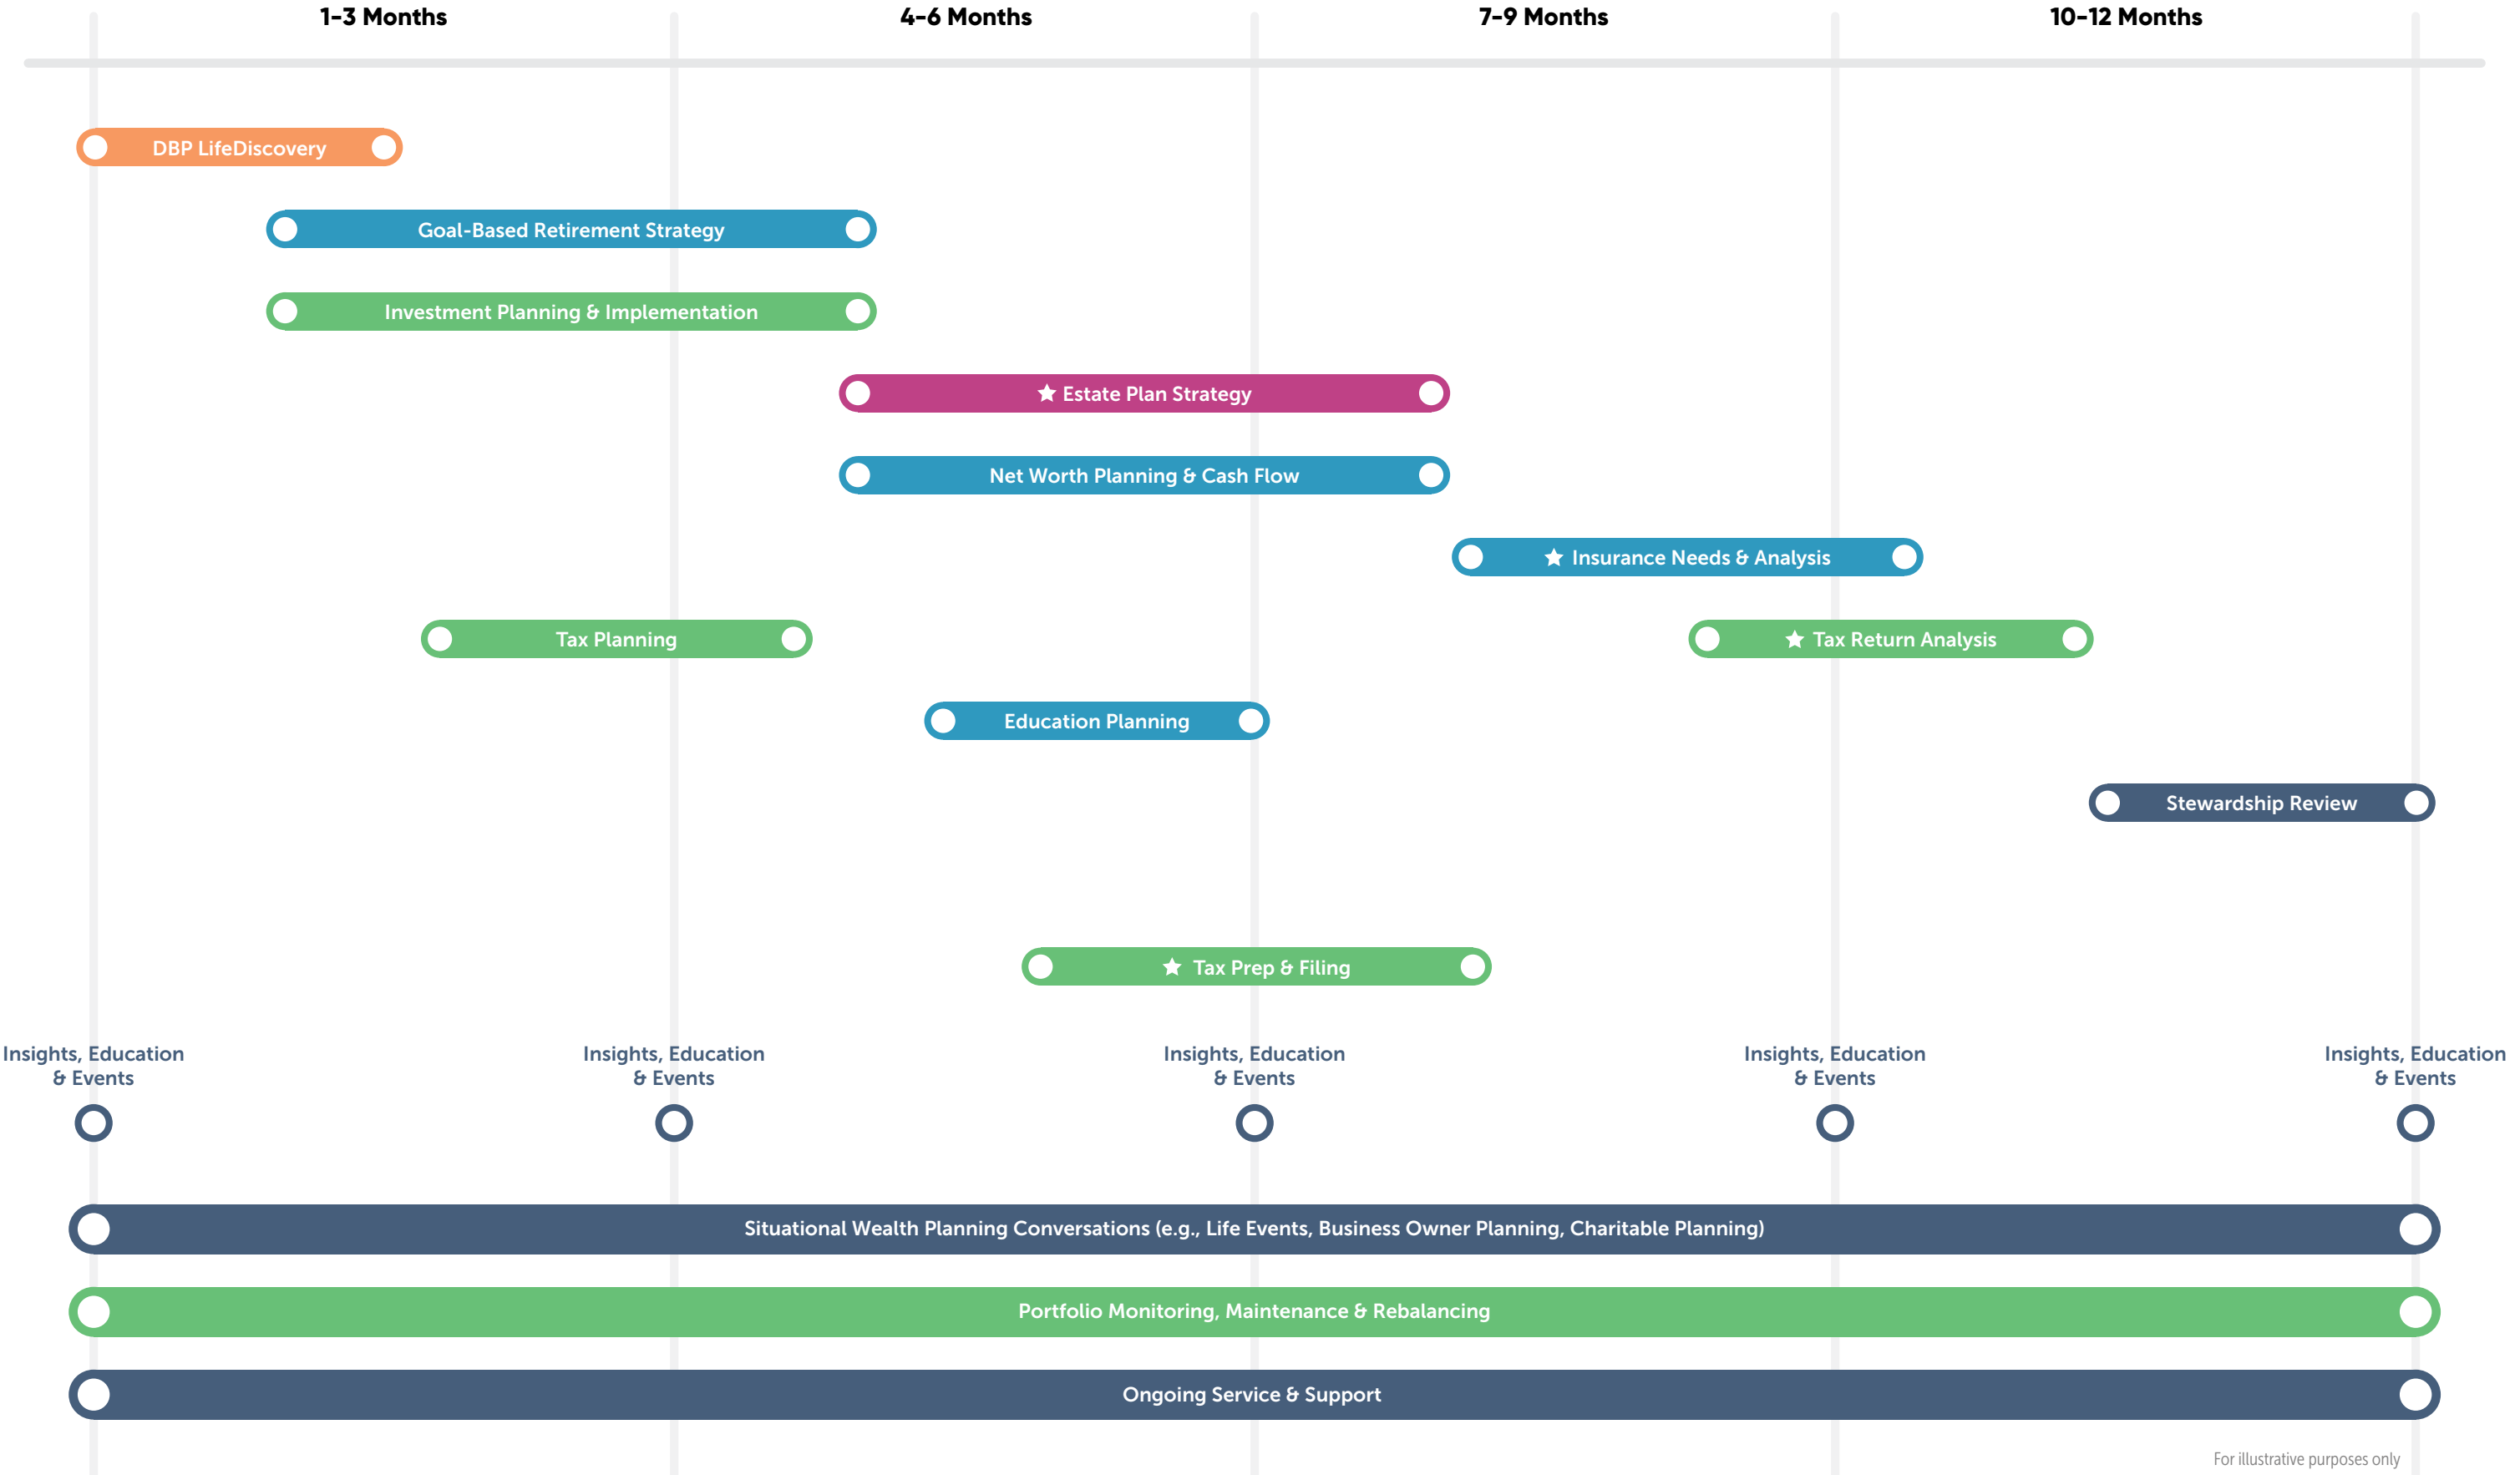 1-3 Months
4-6 Months
7-9 Months
10-12 Months
DBP LifeDiscovery
Goal-Based Retirement Strategy
Investment Planning & Implementation
★ Estate Plan Strategy
Net Worth Planning & Cash Flow
★ Insurance Needs & Analysis
Tax Planning
★ Tax Return Analysis
Education Planning
Stewardship Review
★ Tax Prep & Filing
Insights, Education
& Events
Insights, Education
& Events
Insights, Education
& Events
Insights, Education
& Events
Insights, Education
& Events
Situational Wealth Planning Conversations (e.g., Life Events, Business Owner Planning, Charitable Planning)
Portfolio Monitoring, Maintenance & Rebalancing
Ongoing Service & Support
For illustrative purposes only